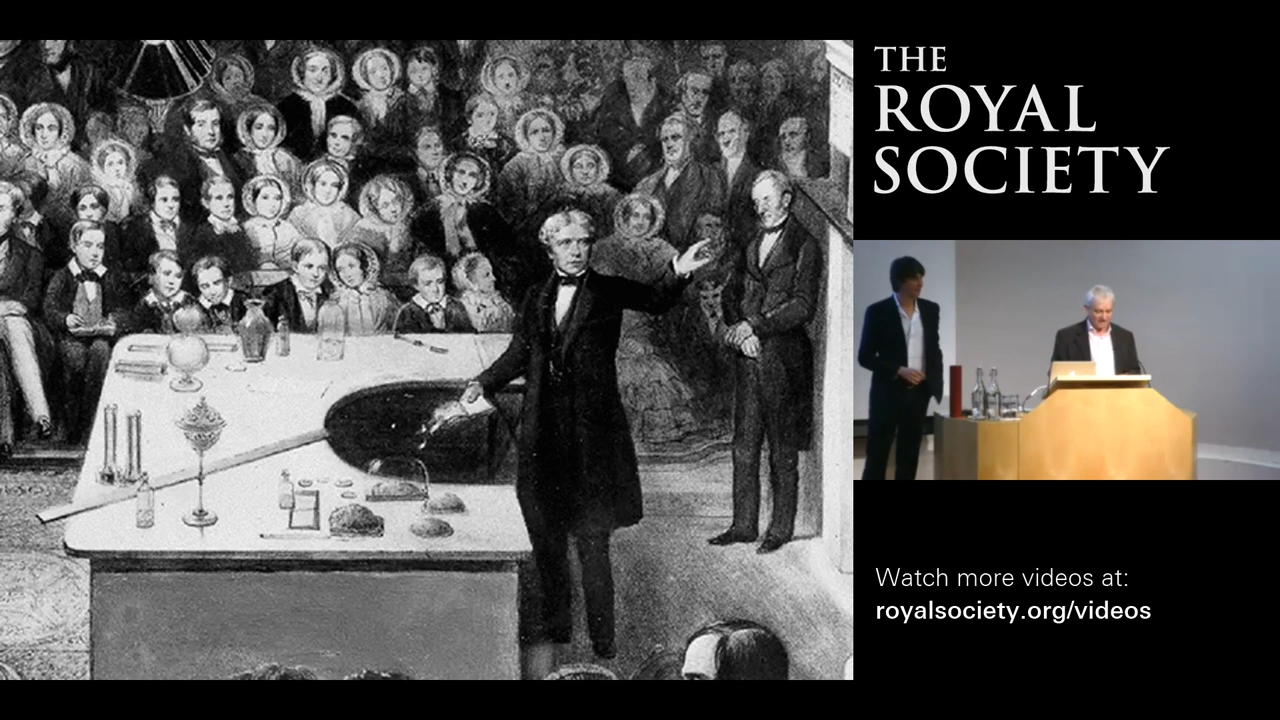 THE
ROYAL
SOCIETY
Watch more videos at:
royalsociety.org/videos